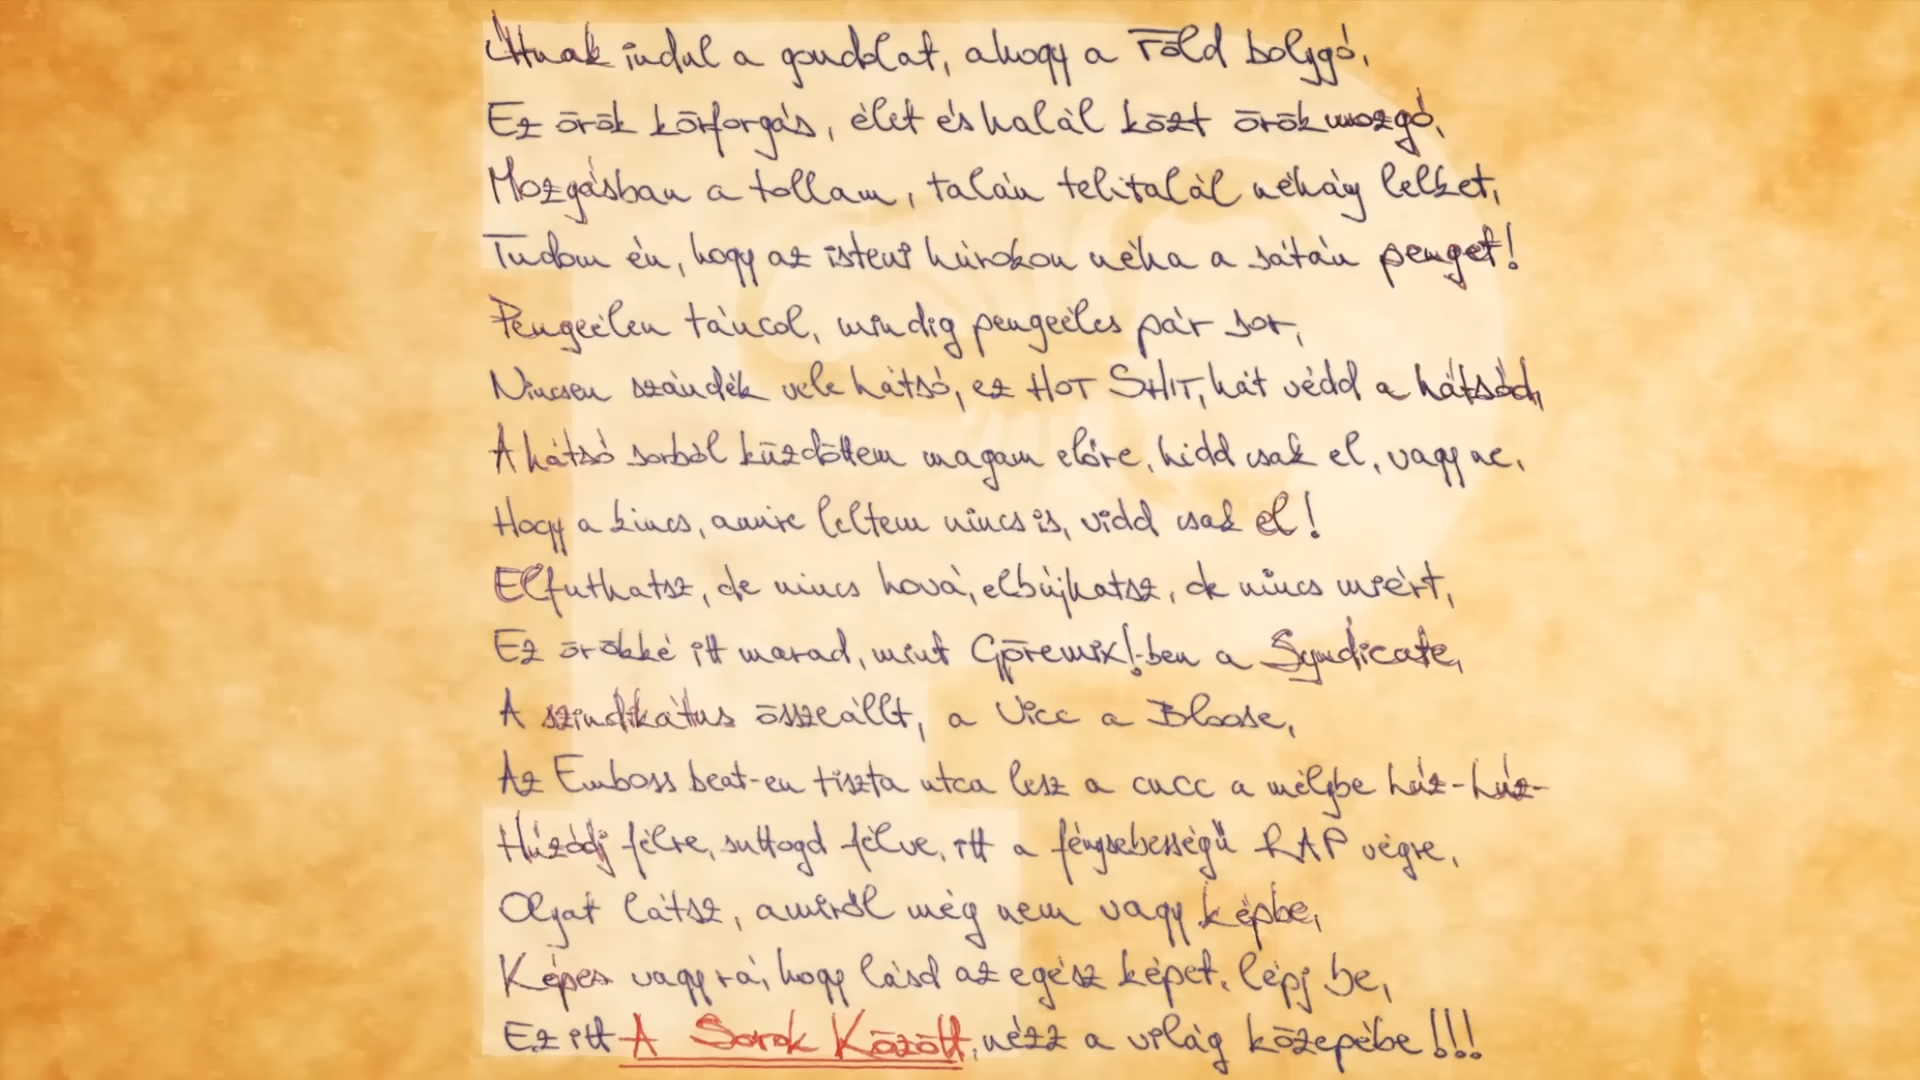 Útnak indul a gondolat, ahogy a Föld bolygó,
Ez örök körforgás, élet és halál közt örökmozgó,
Mozgásban a tollam, talán telitalál néhány lelket,
Tudom én, hogy az isteni húrokon néha a sátán penget!
Pengeélen táncol, mindig pengeéles pár sor,
Nincsen szándék vele hátsó, ez HOT SHIT, hát védd a hátsód,
A hátsó sorból küzdöttem magam előre, hidd csak el, vagy ne,
Hogy a kincs, amire leltem nincs is, vidd csak el!
Elfuthatsz, de nincs hová, elbújhatsz, de nincs miért,
Ez örökké itt marad, mint Gőremix!-ben a Syndicate,
A szindikátus összeállt, a Vicc a Bloose,
Az Emboss beat-en tiszta utca lesz a cucc a mélybe húz-húz-
Húzódj félre, suttogd félve, itt a fénysebességű RAP végre,
Olyat látsz, amiről még nem vagy képbe,
Képes vagy rá, hogy lásd az egész képet, lépj be,
Ez itt A Sorok Között, nézz a világ közepébe!!!